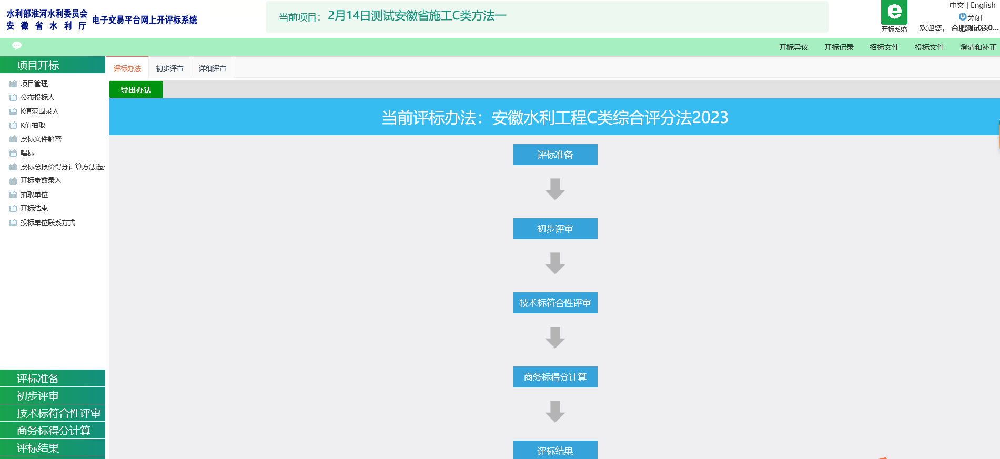 水利部淮河水利委员会
安徽省水利厅
电子交易平台网上开评标系统
当前项目：2月14日测试安徽省施工C类方法一
开标系统
中文 | English
关闭
欢迎您，合肥测试锁0...
开标异议 开标记录 招标文件 投标文件 澄清和补正
项目开标
项目管理
公布投标人
K值范围录入
K值抽取
投标文件解密
唱标
投标总报价得分计算方法选择
开标参数录入
抽取单位
开标结束
投标单位联系方式
评标准备
初步评审
技术标符合性评审
商务标得分计算
评标结果
评标办法 初步评审 详细评审
导出办法
当前评标办法：安徽水利工程C类综合评分法2023
评标准备
初步评审
技术标符合性评审
商务标得分计算
评标结果